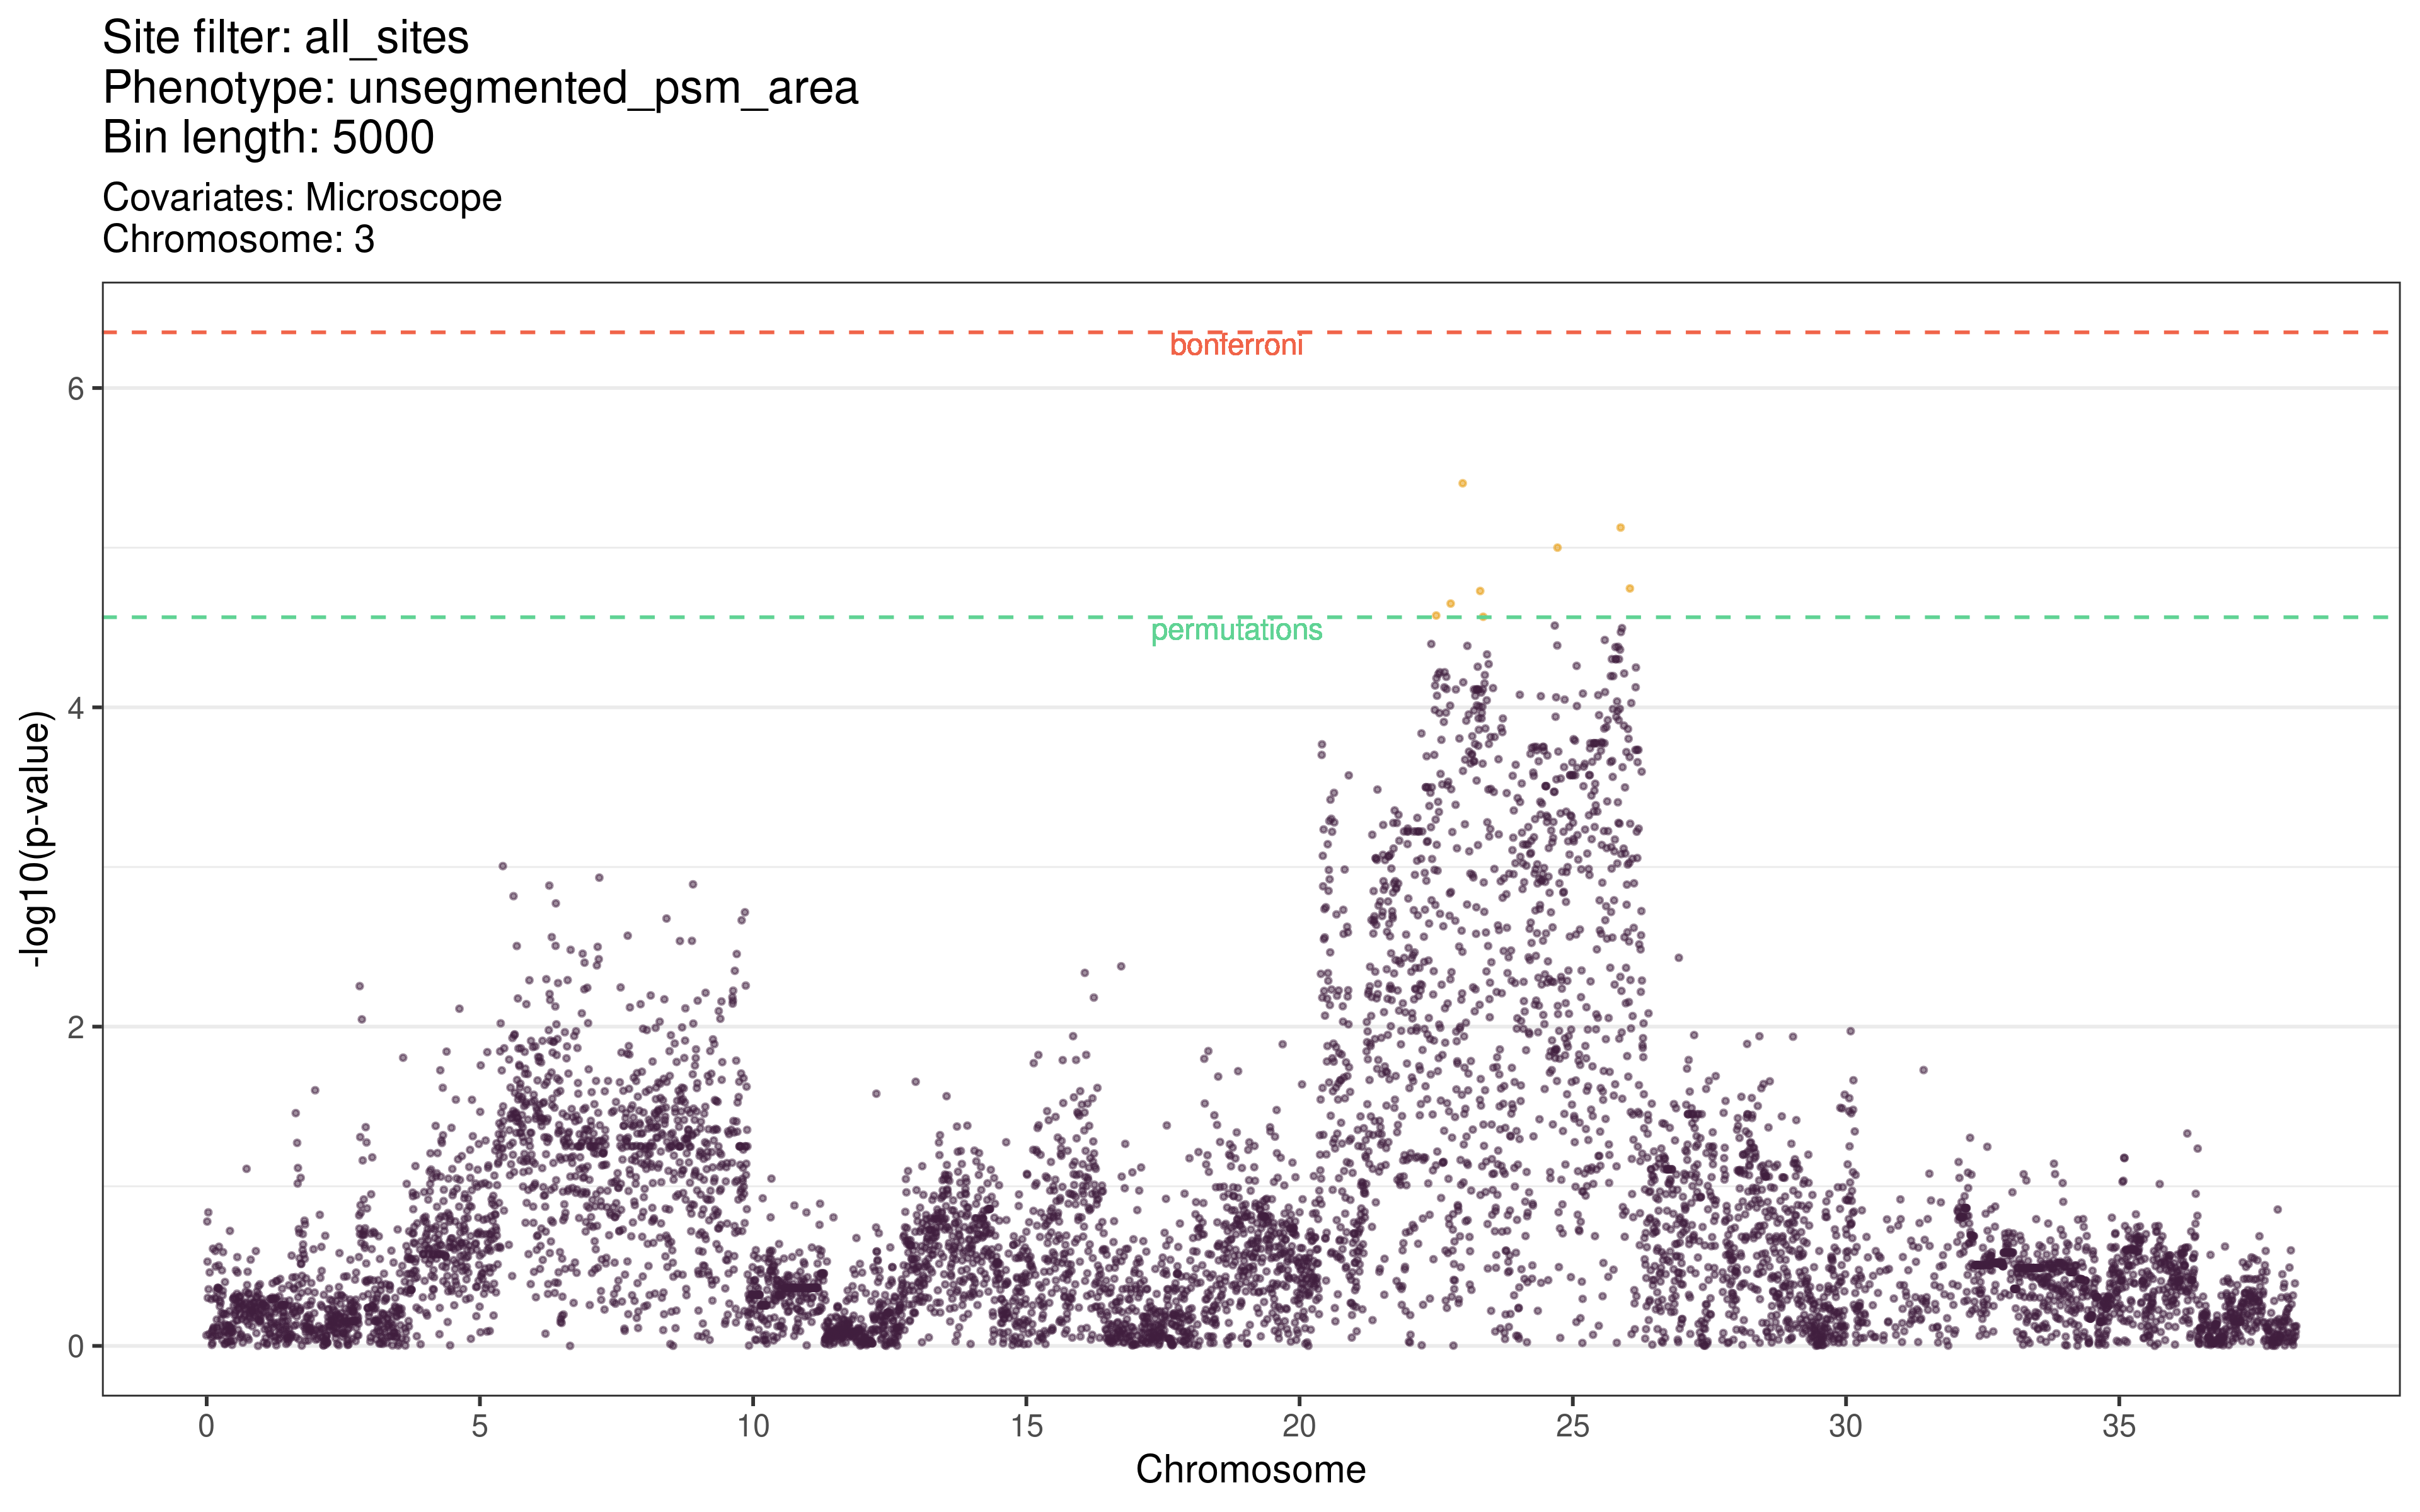 Site filter: all_sites
Phenotype: unsegmented_psm_area
Bin length: 5000
Covariates: Microscope
Chromosome: 3
bonferroni
6
permutations
4
2
0
-log10(p-value)
0 5 10 15 20 25 30 35
Chromosome